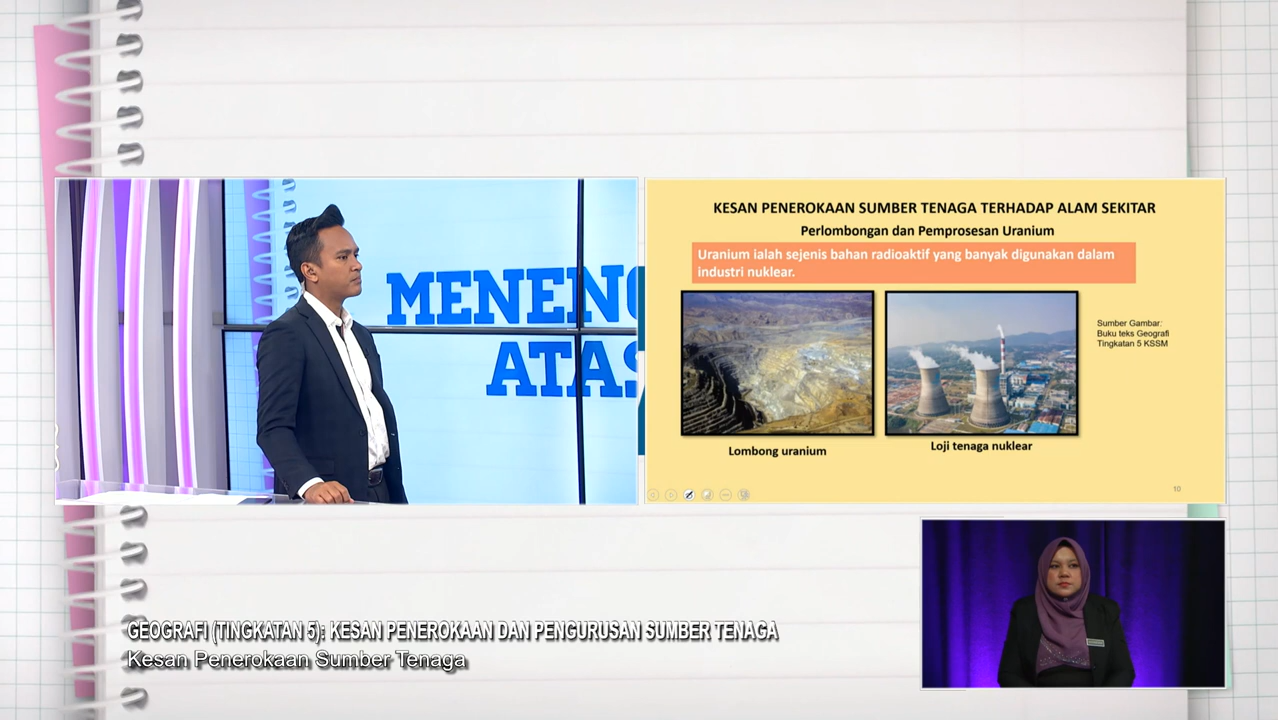 MENEN
ATAS
KESAN PENEROKAAN SUMBER TENAGA TERHADAP ALAM SEKITAR
Perlombongan dan Pemprosesan Uranium
Uranium ialah sejenis bahan radioaktif yang banyak digunakan dalam
industri nuklear.
Sumber Gambar:
Buku teks Geografi
Tingkatan 5 KSSM
Lombong uranium
Loji tenaga nuklear
10
GEOGRAFI (TINGKATAN 5): KESAN PENEROKAAN DAN PENGURUSAN SUMBER TENAGA
Kesan Penerokaan Sumber Tenaga